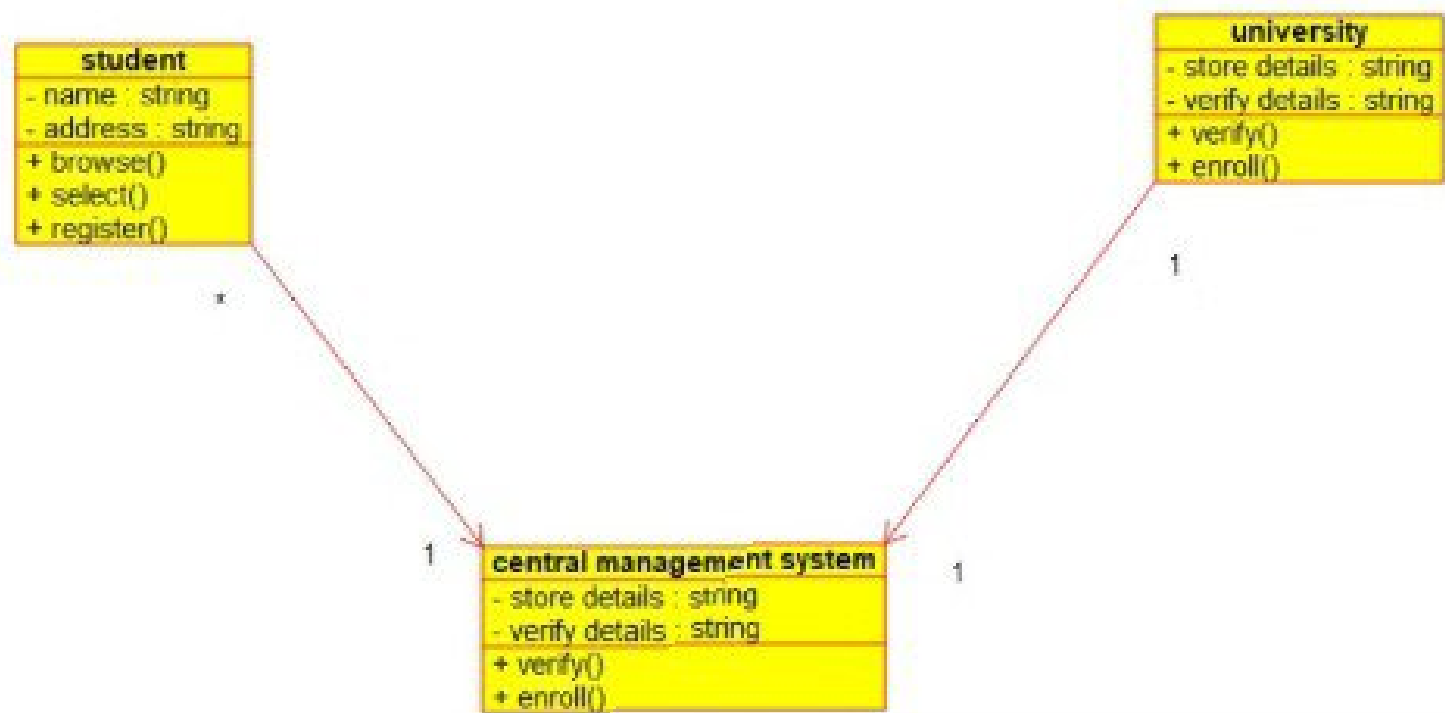 student
- name : string
- address : string
+ browse()
+ select()
+ register()
university
- store details : string
- verify details : string
+ verify()
+ enroll()
*
1
1
1
central management system
- store details : string
- verify details : string
+ verify()
+ enroll()